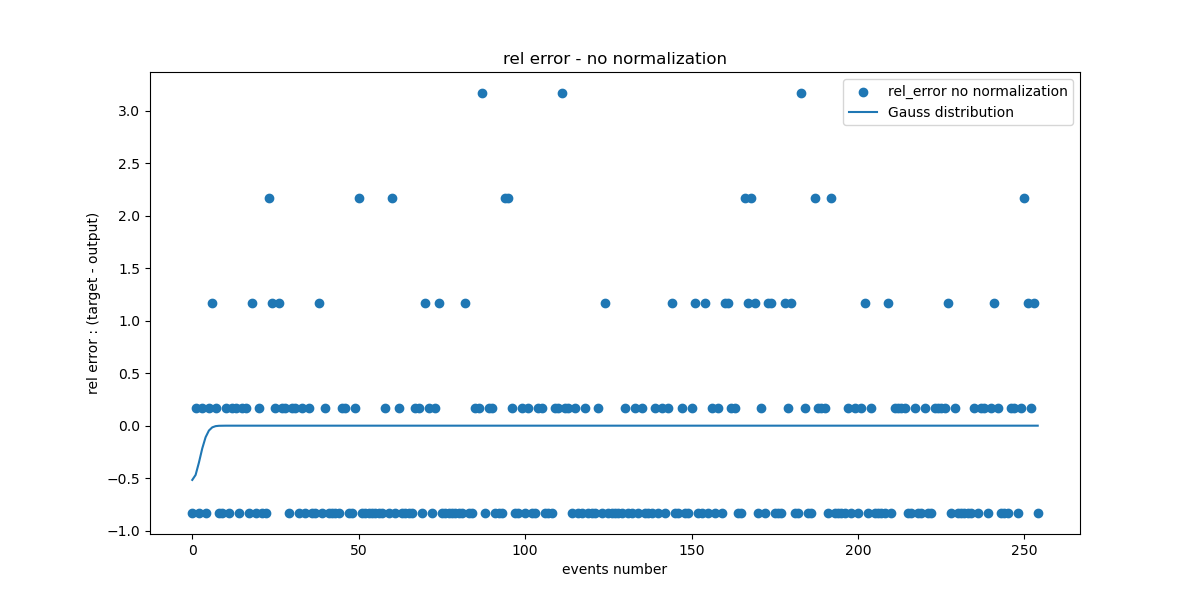 rel error - no normalization
rel_error no normalization
Gauss distribution
3.0
2.5
2.0
1.5
1.0
0.5
0.0
−0.5
−1.0
rel error : (target - output)
0 50 100 150 200 250
events number